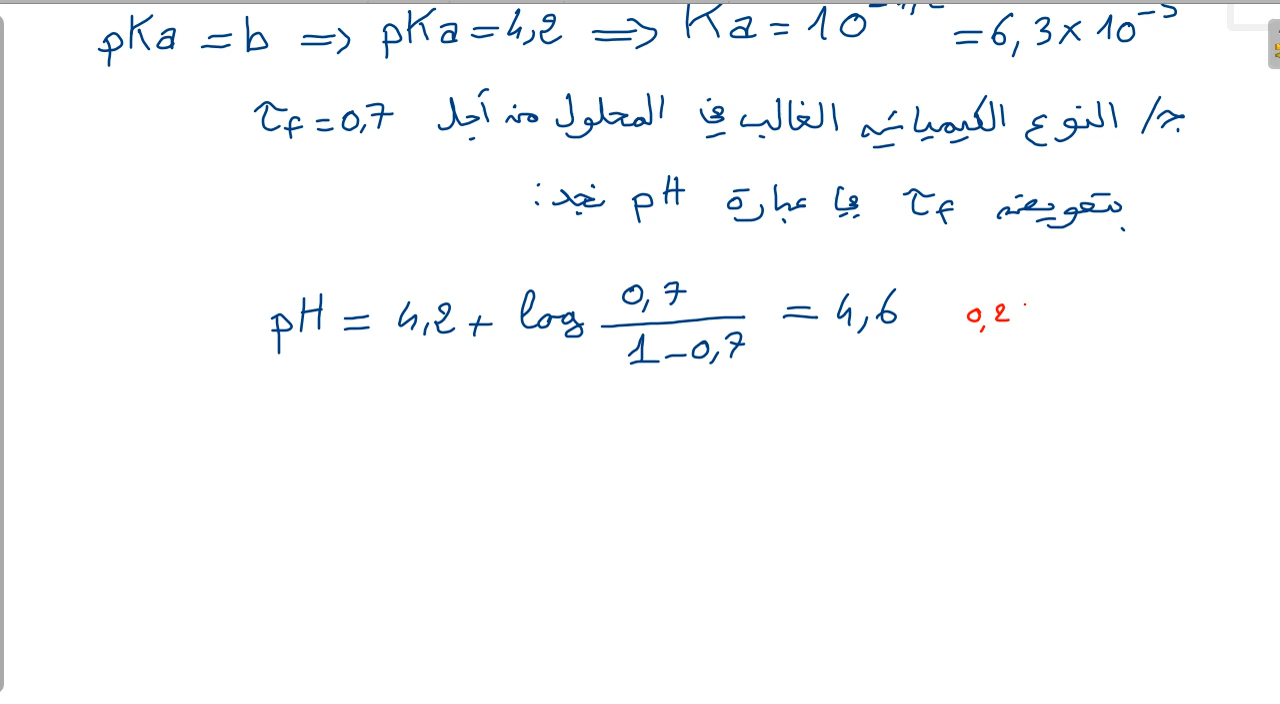 pKa = b => pKa = 4,2 => Ka = 10 = 6,3 x 10⁻⁵
ج/ النوع الكيميائي الغالب في المحلول من أجل τf = 0,7
بتعويض τf في عبارة pH نجد:
pH = 4,2 + log 0,7 / 1 - 0,7 = 4,6 0,2